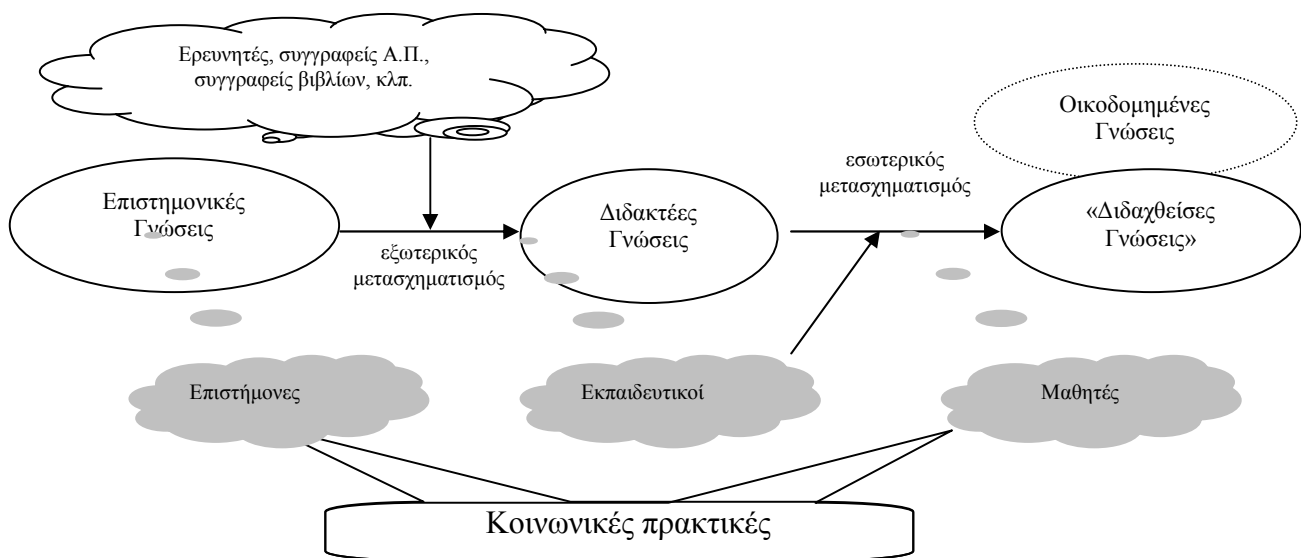 Ερευνητές, συγγραφείς Α.Π.,
συγγραφείς βιβλίων, κλπ.
Οικοδομημένες
Γνώσεις
Επιστημονικές
Γνώσεις
εξωτερικός
μετασχηματισμός
Διδακτέες
Γνώσεις
εσωτερικός
μετασχηματισμός
«Διδαχθείσες
Γνώσεις»
Επιστήμονες
Εκπαιδευτικοί
Μαθητές
Κοινωνικές πρακτικές